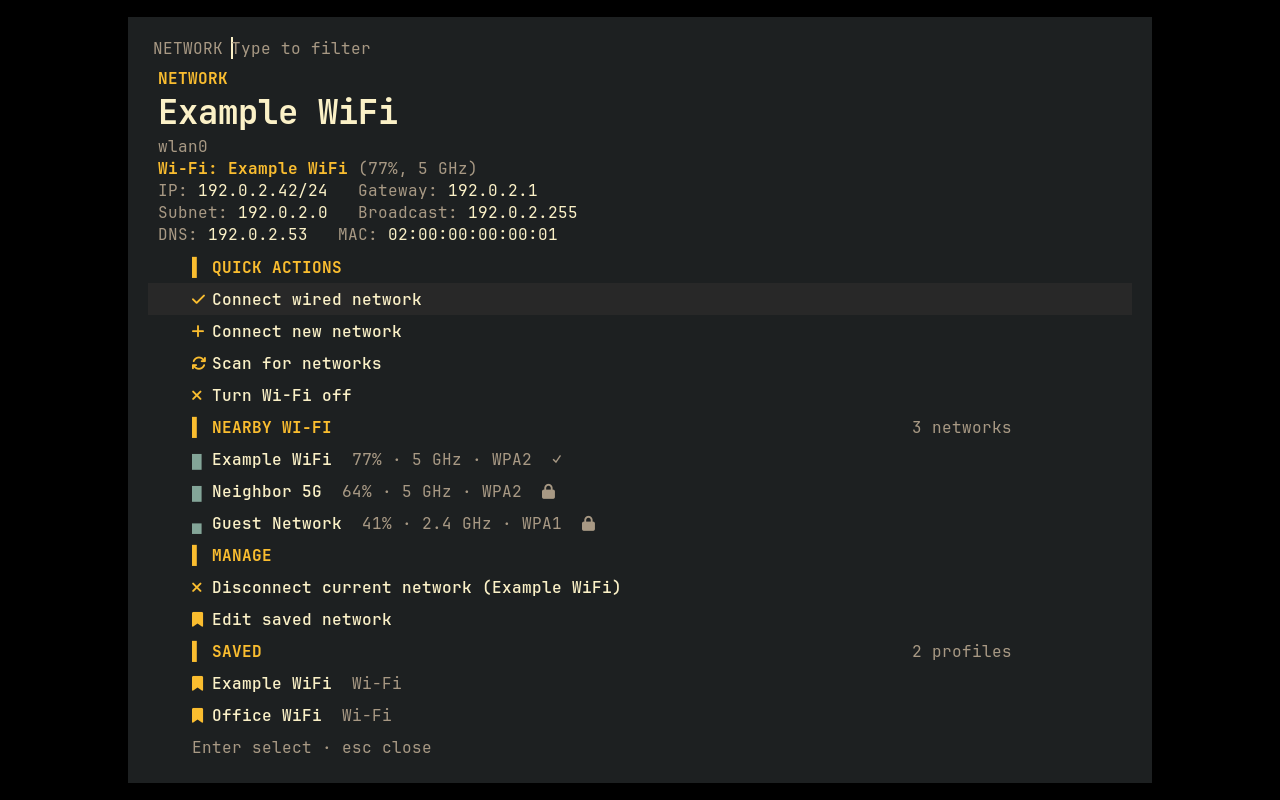 NETWORK Type to filter
NETWORK
Example WiFi
wlan0
Wi-Fi: Example WiFi (77%, 5 GHz)
IP: 192.0.2.42/24 Gateway: 192.0.2.1
Subnet: 192.0.2.0 Broadcast: 192.0.2.255
DNS: 192.0.2.53 MAC: 02:00:00:00:00:01
QUICK ACTIONS
Connect wired network
Connect new network
Scan for networks
Turn Wi-Fi off
NEARBY WI-FI 3 networks
Example WiFi 77% · 5 GHz · WPA2 ✓
Neighbor 5G 64% · 5 GHz · WPA2
Guest Network 41% · 2.4 GHz · WPA1
MANAGE
Disconnect current network (Example WiFi)
Edit saved network
SAVED 2 profiles
Example WiFi Wi-Fi
Office WiFi Wi-Fi
Enter select · esc close